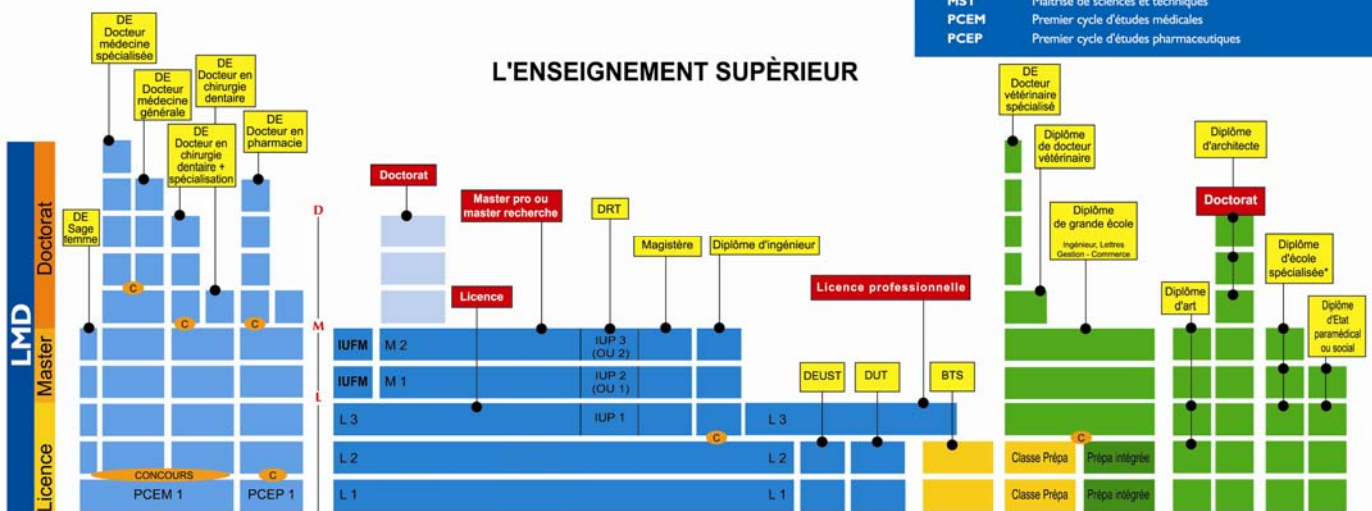 MST Maîtrise de sciences et techniques
PCEM Premier cycle d'études médicales
PCEP Premier cycle d'études pharmaceutiques
L'ENSEIGNEMENT SUPÈRIEUR
DE
Docteur
médecine
spécialisée
DE
Docteur
médecine
générale
DE
Docteur en
chirurgie
dentaire
DE
Docteur en
chirurgie
dentaire +
spécialisation
DE
Docteur en
pharmacie
DE
Sage
femme
Doctorat
Master pro ou
master recherche
DRT
Magistère
Diplôme d'ingénieur
Licence
Licence professionnelle
DEUST
DUT
BTS
DE
Docteur
vétérinaire
spécialisé
Diplôme
de docteur
vétérinaire
Diplôme
de grande école
Ingénieur, Lettres
Gestion - Commerce
Diplôme
d'architecte
Doctorat
Diplôme
d'art
Diplôme
d'école
spécialisée*
Diplôme
d'Etat
paramédical
ou social
LMD
Doctorat
Master
Licence
D
M
L
C
C
C
IUFM M 2 IUP 3
(OU 2)
IUFM M 1 IUP 2
(OU 1)
L 3 IUP 1 L 3
C
C
L 2 L 2 Classe Prépa Prépa intégrée
CONCOURS C
PCEM 1 PCEP 1 L 1 L 1 Classe Prépa Prépa intégrée